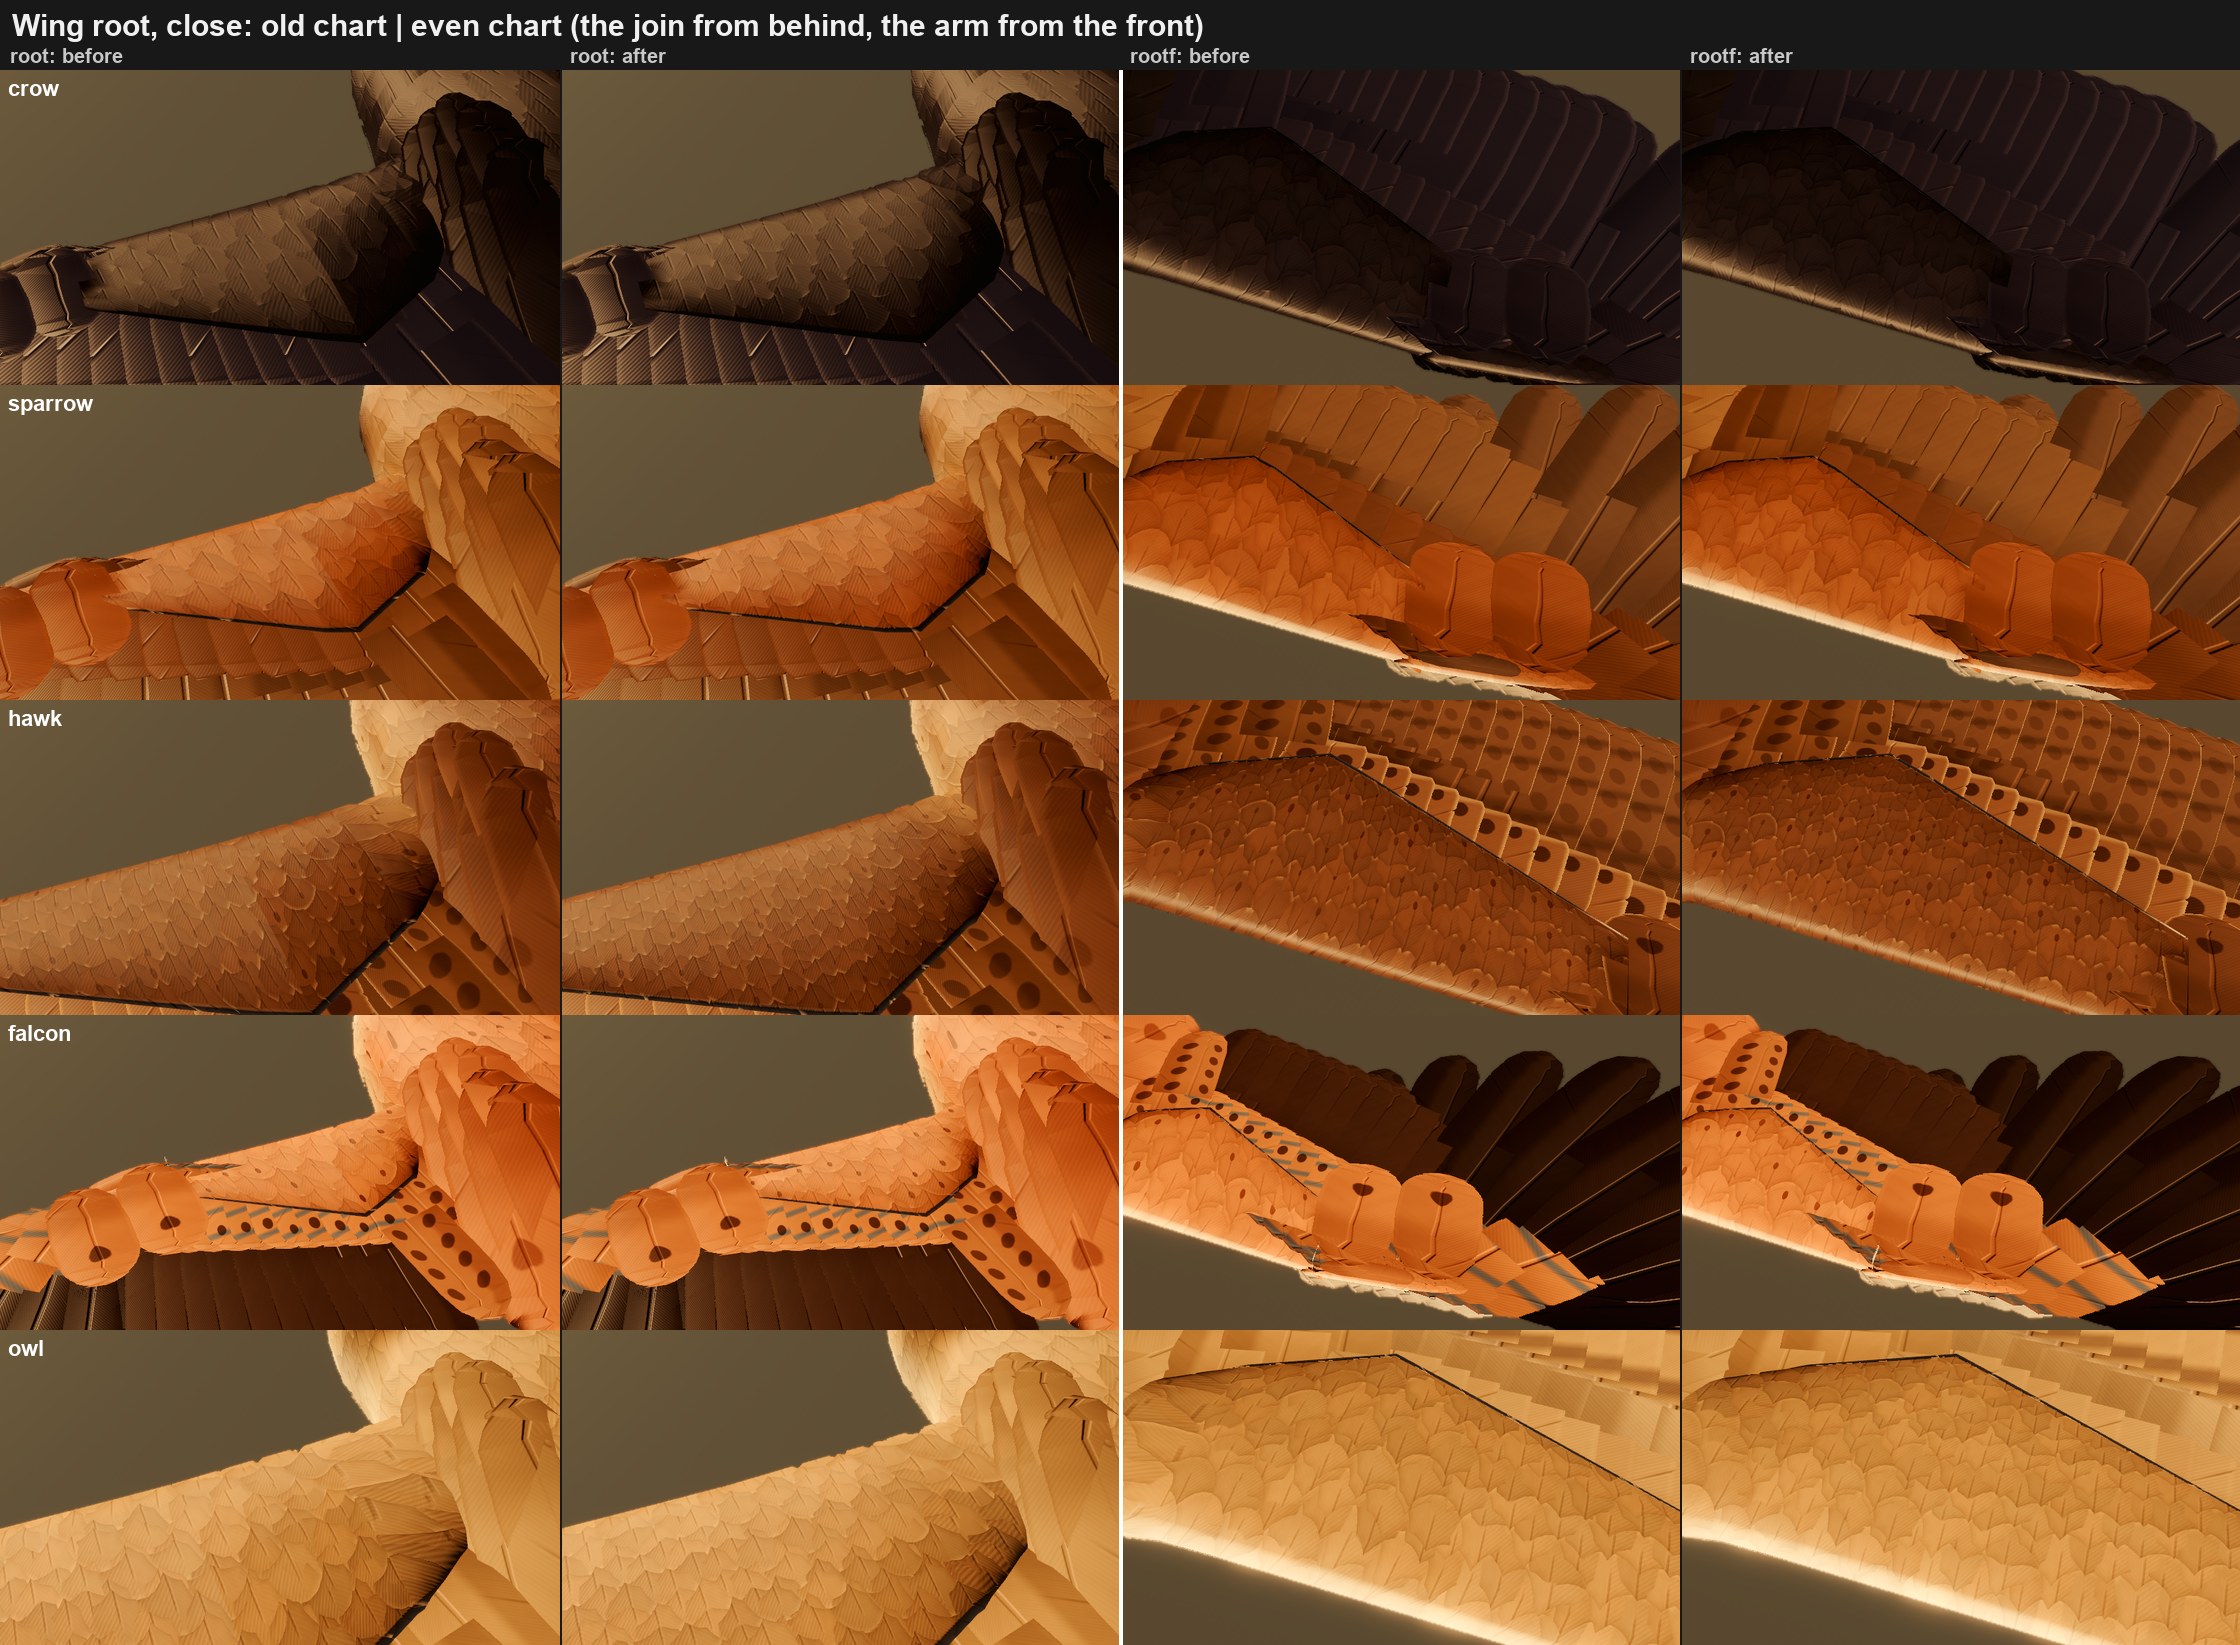 Wing root, close: old chart | even chart (the join from behind, the arm from the front)
root: before
root: after
rootf: before
rootf: after
crow
sparrow
hawk
falcon
owl